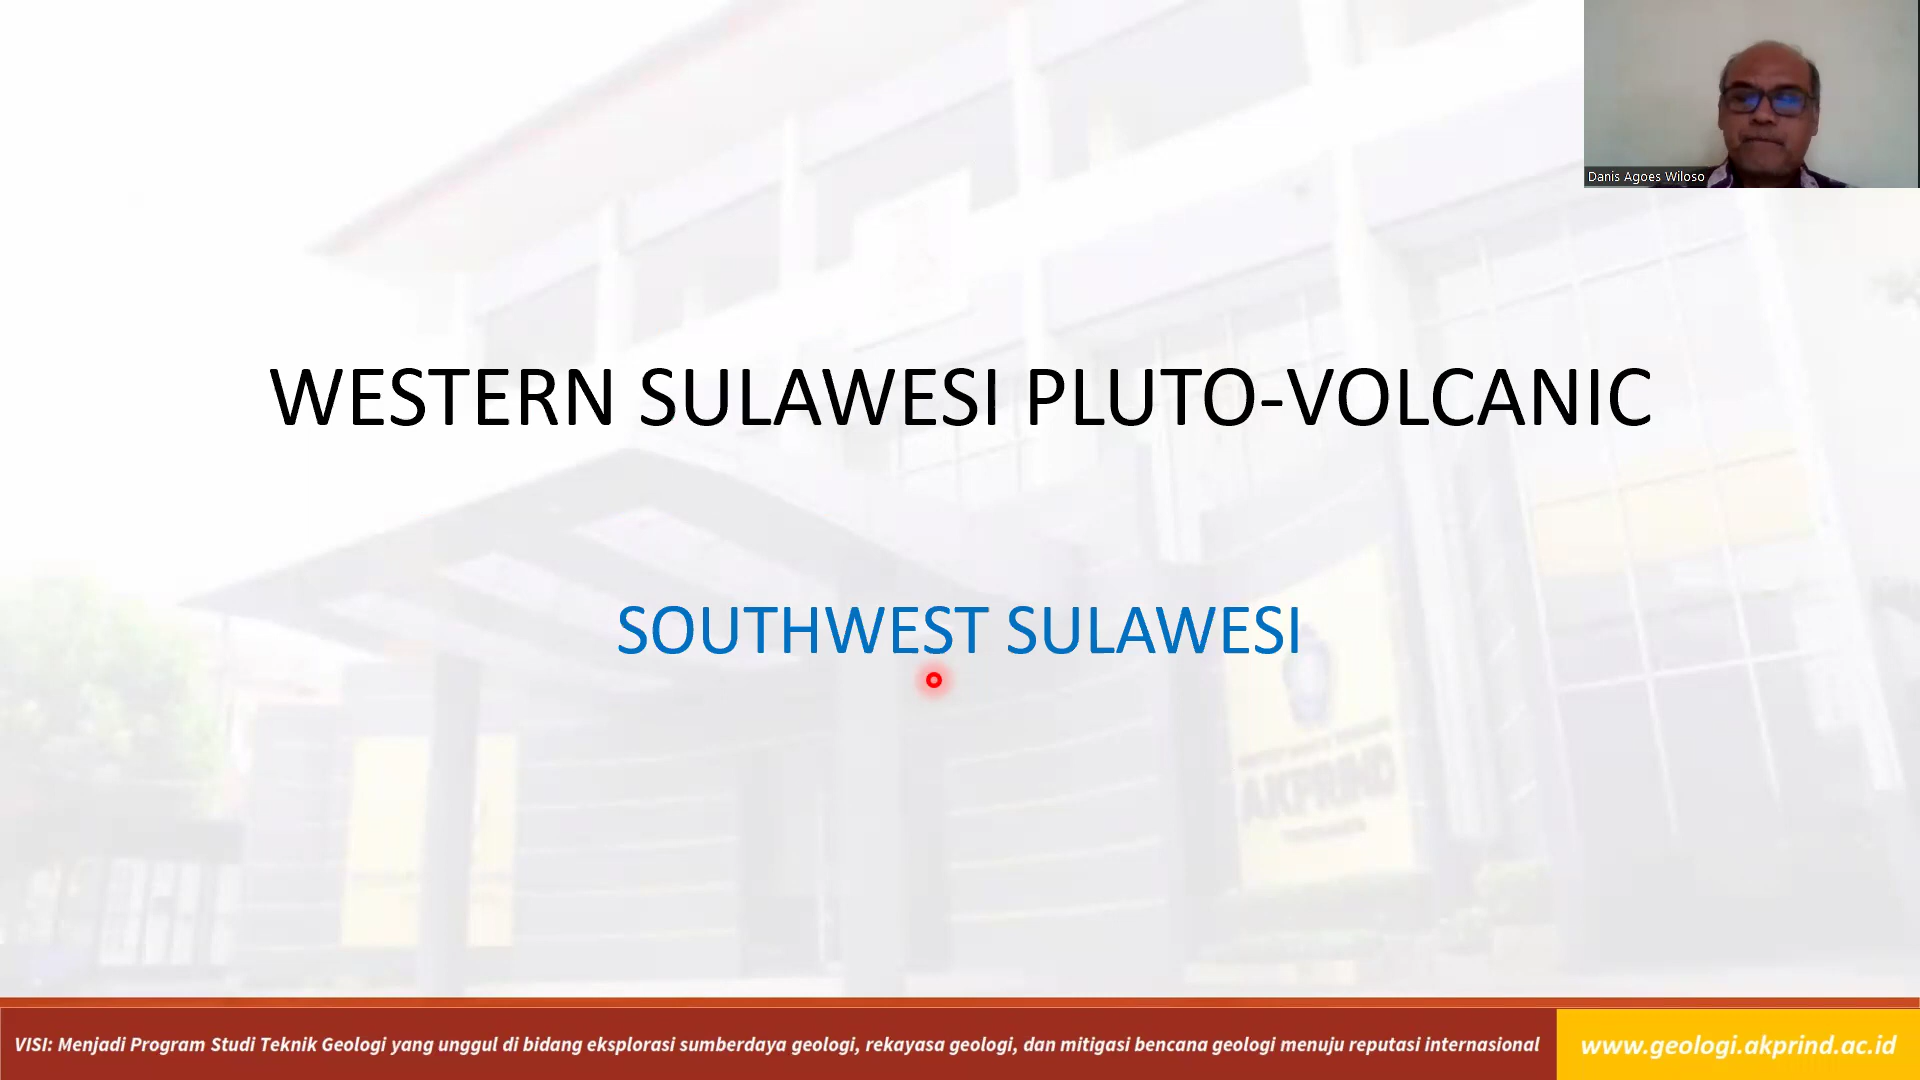 Danis Agoes Wiloso
WESTERN SULAWESI PLUTO-VOLCANIC
SOUTHWEST SULAWESI
AKPRIND
VISI: Menjadi Program Studi Teknik Geologi yang unggul di bidang eksplorasi sumberdaya geologi, rekayasa geologi, dan mitigasi bencana geologi menuju reputasi internasional
www.geologi.akprind.ac.id